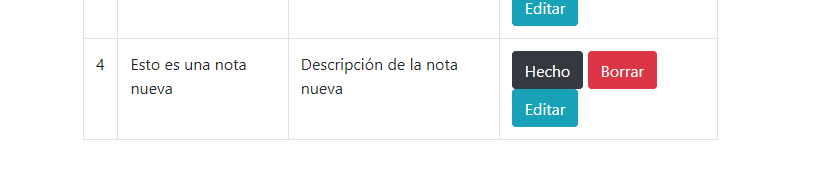 Editar
4
Esto es una nota
nueva
Descripción de la nota
nueva
Hecho
Borrar
Editar